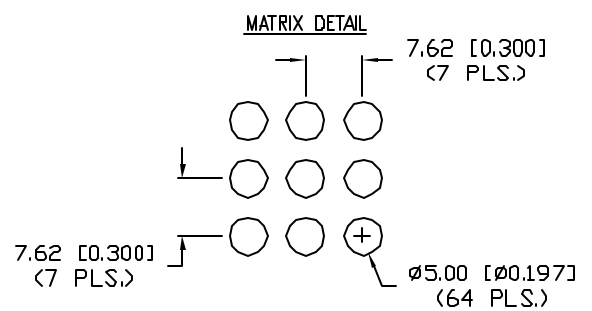 MATRIX DETAIL
7.62 [0.300]
(7 PLS.)
7.62 [0.300]
(7 PLS.)
Ø5.00 [Ø0.197]
(64 PLS.)